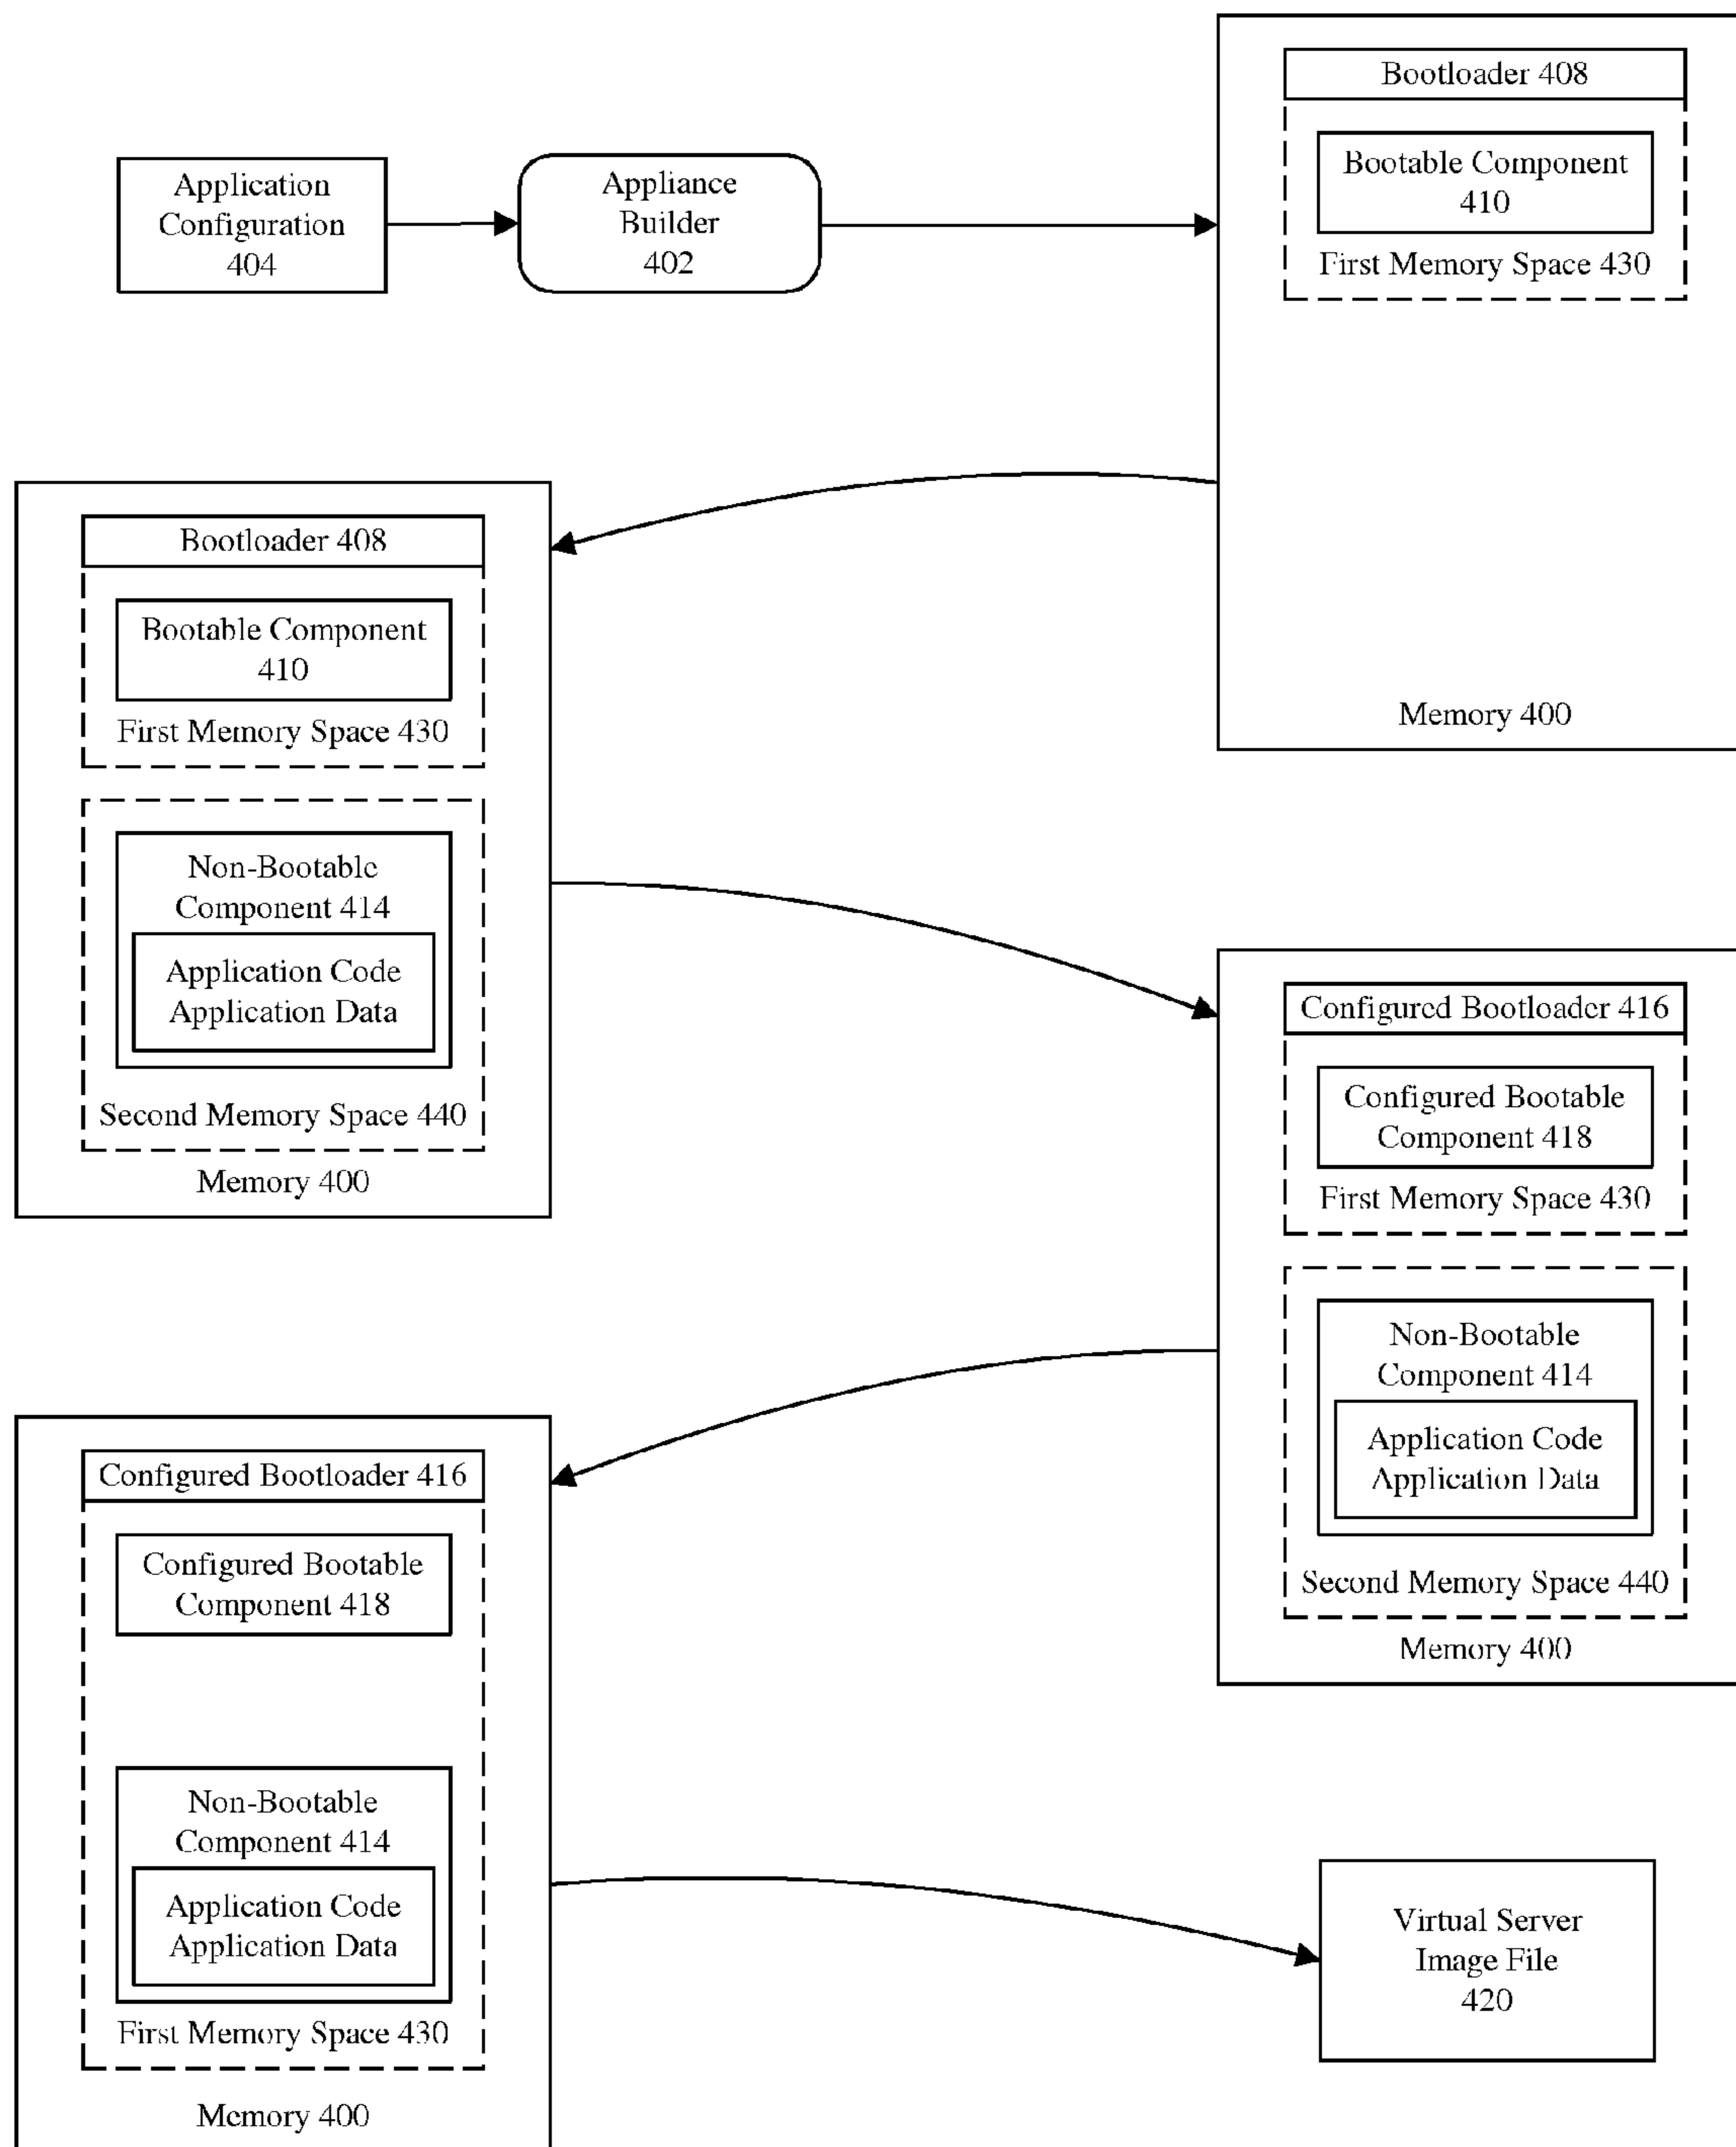 Application
Configuration
404
Appliance
Builder
402
Bootloader 408
Bootable Component
410
First Memory Space 430
Memory 400
Bootloader 408
Bootable Component
410
First Memory Space 430
Non-Bootable
Component 414
Application Code
Application Data
Second Memory Space 440
Memory 400
Configured Bootloader 416
Configured Bootable
Component 418
First Memory Space 430
Non-Bootable
Component 414
Application Code
Application Data
Second Memory Space 440
Memory 400
Configured Bootloader 416
Configured Bootable
Component 418
Non-Bootable
Component 414
Application Code
Application Data
First Memory Space 430
Memory 400
Virtual Server
Image File
420